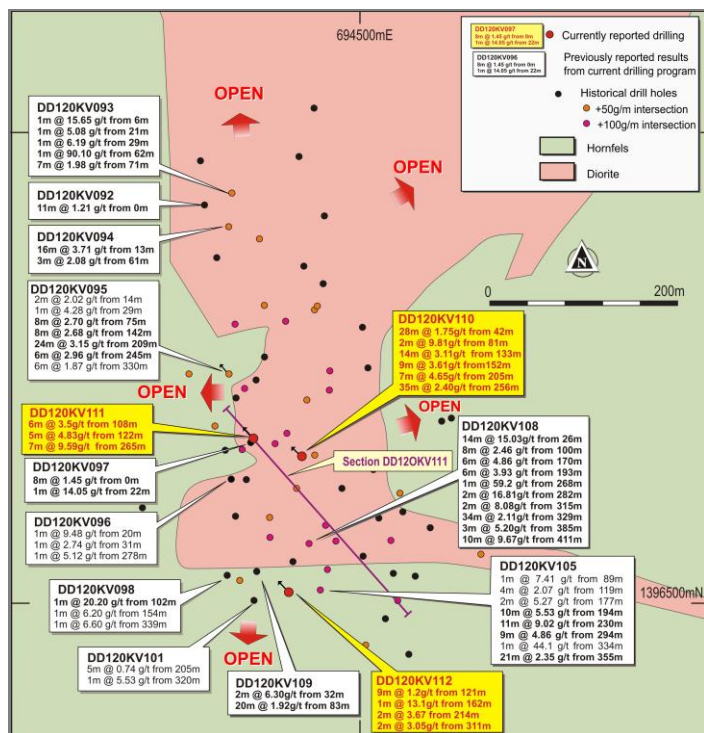 694500mE
DD120KV097
8m @ 1.45 g/t from 0m
1m @ 14.05 g/t from 22m
Currently reported drilling
DD120KV096
8m @ 1.45 g/t from 0m
1m @ 14.05 g/t from 22m
Previously reported results
from current drilling program
Historical drill holes
+50g/m intersection
+100g/m intersection
Hornfels
Diorite
OPEN
OPEN
DD120KV093
1m @ 15.65 g/t from 6m
1m @ 5.08 g/t from 21m
1m @ 6.19 g/t from 29m
1m @ 90.10 g/t from 62m
7m @ 1.98 g/t from 71m
DD120KV092
11m @ 1.21 g/t from 0m
DD120KV094
16m @ 3.71 g/t from 13m
3m @ 2.08 g/t from 61m
N
0
200m
DD120KV095
2m @ 2.02 g/t from 14m
1m @ 4.28 g/t from 29m
8m @ 2.70 g/t from 75m
8m @ 2.68 g/t from 142m
24m @ 3.15 g/t from 209m
6m @ 2.96 g/t from 245m
6m @ 1.87 g/t from 330m
DD120KV110
28m @ 1.75g/t from 42m
2m @ 9.81g/t from 81m
14m @ 3.11g/t from 133m
9m @ 3.61g/t from152m
7m @ 4.65g/t from 205m
35m @ 2.40g/t from 256m
OPEN
OPEN
DD120KV111
6m @ 3.5g/t from 108m
5m @ 4.83g/t from 122m
7m @ 9.59g/t from 265m
DD120KV108
14m @ 15.03g/t from 26m
8m @ 2.46 g/t from 100m
6m @ 4.86 g/t from 170m
6m @ 3.93 g/t from 193m
1m @ 59.2 g/t from 268m
2m @ 16.81g/t from 282m
2m @ 8.08g/t from 315m
34m @ 2.11g/t from 329m
3m @ 5.20g/t from 385m
10m @ 9.67g/t from 411m
Section DD12OKV111
DD120KV097
8m @ 1.45 g/t from 0m
1m @ 14.05 g/t from 22m
DD120KV096
1m @ 9.48 g/t from 20m
1m @ 2.74 g/t from 31m
1m @ 5.12 g/t from 278m
DD120KV105
1m @ 7.41 g/t from 89m
4m @ 2.07 g/t from 119m
2m @ 5.27 g/t from 177m
10m @ 5.53 g/t from 194m
11m @ 9.02 g/t from 230m
9m @ 4.86 g/t from 294m
1m @ 44.1 g/t from 334m
21m @ 2.35 g/t from 355m
1396500mN
DD120KV098
1m @ 20.20 g/t from 102m
1m @ 6.20 g/t from 154m
1m @ 6.60 g/t from 339m
DD120KV101
5m @ 0.74 g/t from 205m
1m @ 5.53 g/t from 320m
OPEN
DD120KV109
2m @ 6.30g/t from 32m
20m @ 1.92g/t from 83m
DD120KV112
9m @ 1.2g/t from 121m
1m @ 13.1g/t from 162m
2m @ 3.67 from 214m
2m @ 3.05g/t from 311m